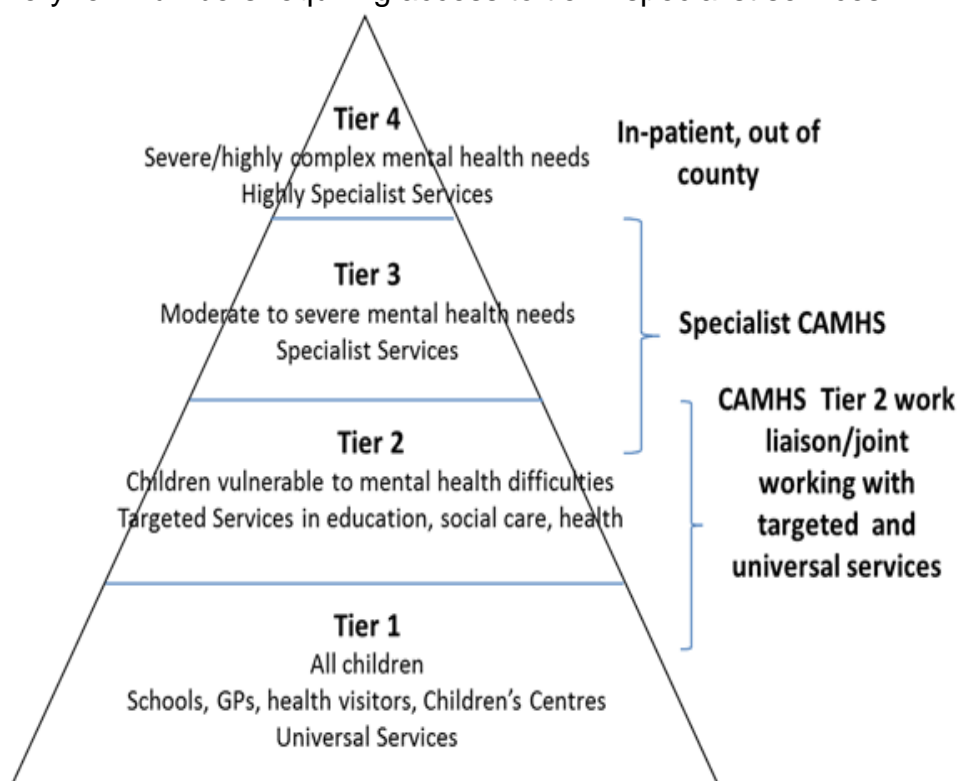 Tier 4
Severe/highly complex mental health needs
Highly Specialist Services
In-patient, out of
county
Tier 3
Moderate to severe mental health needs
Specialist Services
Specialist CAMHS
Tier 2
Children vulnerable to mental health difficulties
Targeted Services in education, social care, health
CAMHS Tier 2 work
liaison/joint
working with
targeted and
universal services
Tier 1
All children
Schools, GPs, health visitors, Children's Centres
Universal Services